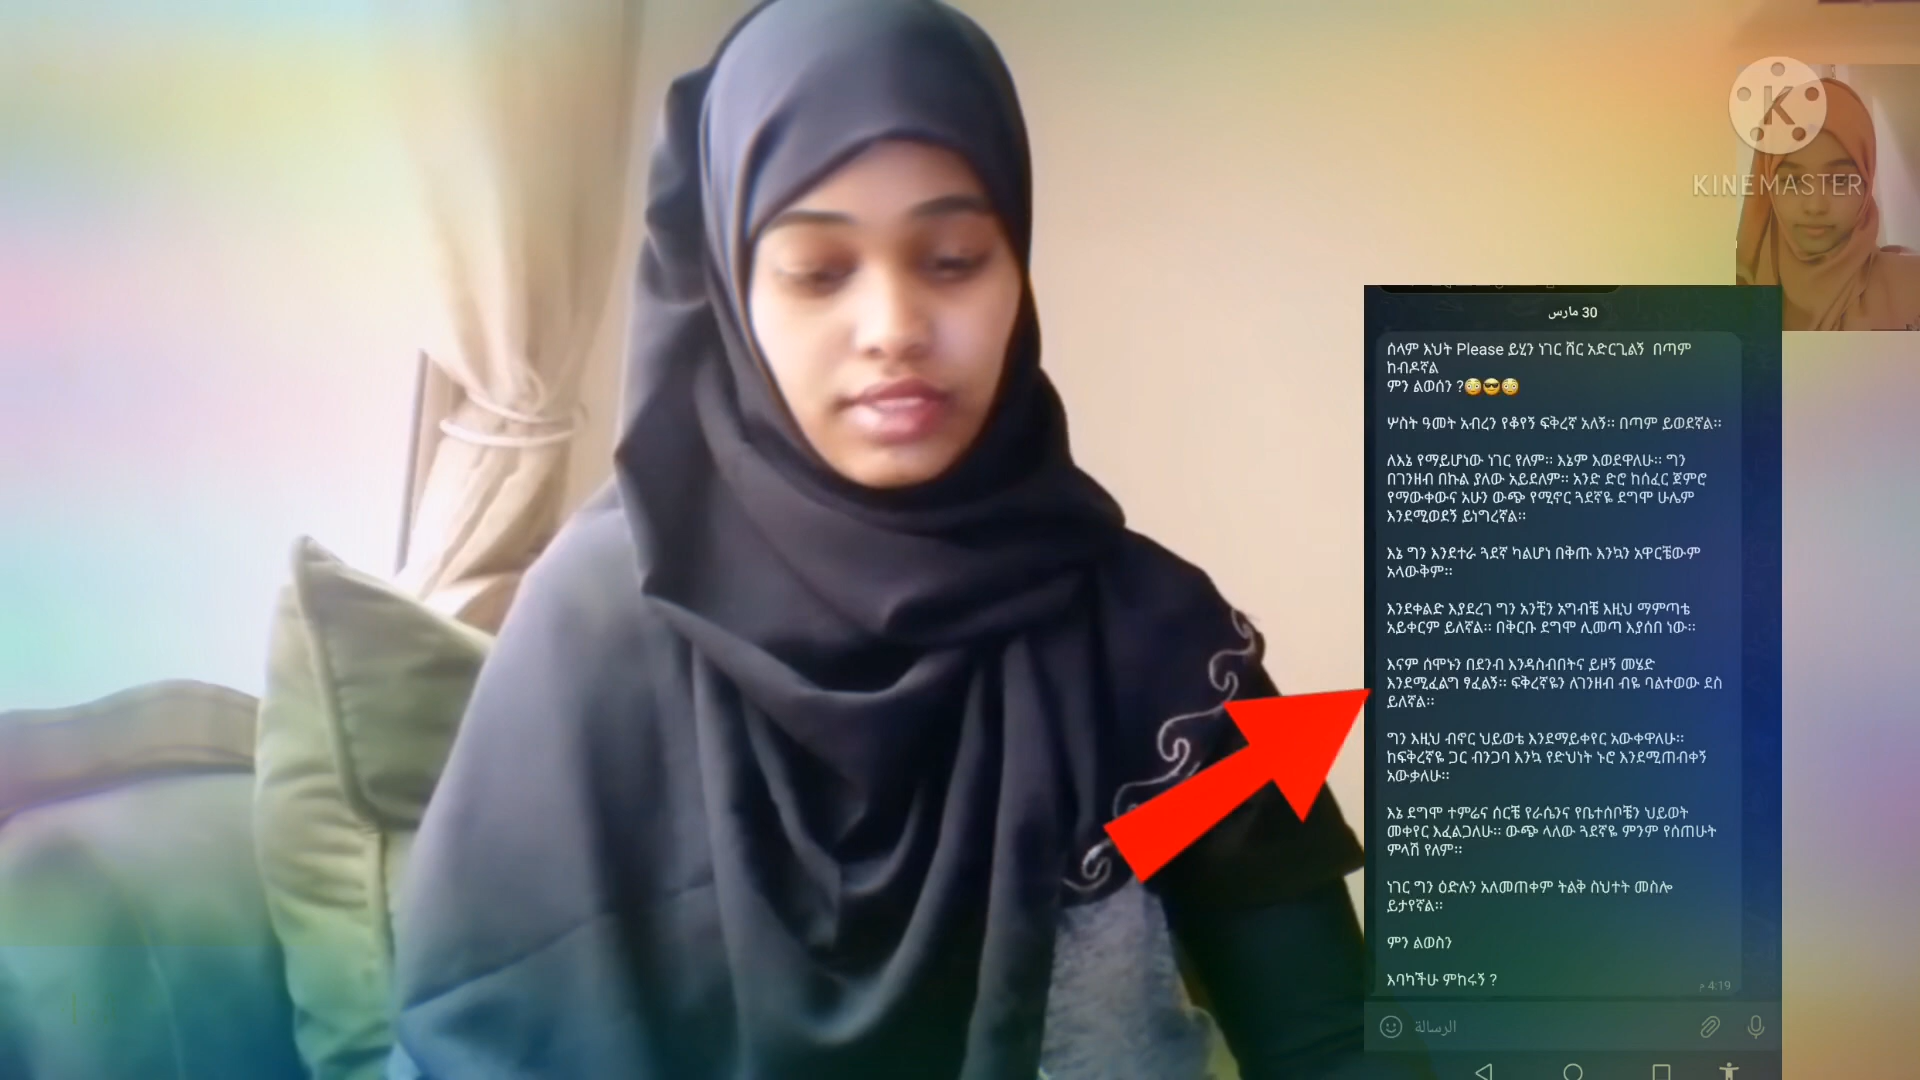 KINEMASTER
30 مارس
ሰላም እህት Please ይሂን ነገር ሸር አድርጊልኝ በጣም
ከብዶኛል
ምን ልወሰን ?😳😎😳
ሦስት ዓመት አብረን የቆየኝ ፍቅረኛ አለኝ። በጣም ይወደኛል።
ለእኔ የማይሆነው ነገር የለም። እኔም እወደዋለሁ። ግን
በገንዘብ በኩል ያለው አይደለም። አንድ ድሮ ከሰፈር ጀምሮ
የማውቀውና አሁን ውጭ የሚኖር ጓደኛዬ ደግሞ ሁሌም
እንደሚወደኝ ይነግረኛል።
እኔ ግን እንደተራ ጓደኛ ካልሆነ በቅጡ እንኳን አዋርቼውም
አላውቅም።
እንደቀልድ እያደረገ ግን አንቺን አግብቼ እዚህ ማምጣቴ
አይቀርም ይለኛል። በቅርቡ ደግሞ ሊመጣ እያሰበ ነው።
እናም ሰሞኑን በደንብ እንዳስብበትና ይዞኝ መሄድ
እንደሚፈልግ ፃፈልኝ። ፍቅረኛዬን ለገንዘብ ብዬ ባልተወው ደስ
ይለኛል።
ግን እዚህ ብኖር ህይወቴ እንደማይቀየር አውቀዋለሁ።
ከፍቅረኛዬ ጋር ብንጋባ እንኳ የድህነት ኑሮ እንደሚጠብቀኝ
አውቃለሁ።
እኔ ደግሞ ተምሬና ሰርቼ የራሴንና የቤተሰቦቼን ህይወት
መቀየር እፈልጋለሁ። ውጭ ላለው ጓደኛዬ ምንም የሰጠሁት
ምላሽ የለም።
ነገር ግን ዕድሉን አለመጠቀም ትልቅ ስህተት መስሎ
ይታየኛል።
ምን ልወስን
እባካችሁ ምከሩኝ ?
4:19 م
الرسالة